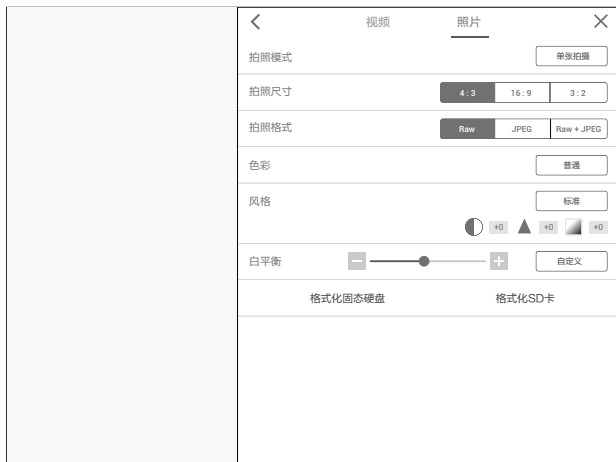 视频 照片
拍照模式 单张拍摄
拍照尺寸 4 : 3 16 : 9 3 : 2
拍照格式 Raw JPEG Raw + JPEG
色彩 普通
风格 标准
+0 +0 +0
白平衡 自定义
格式化固态硬盘 格式化SD卡